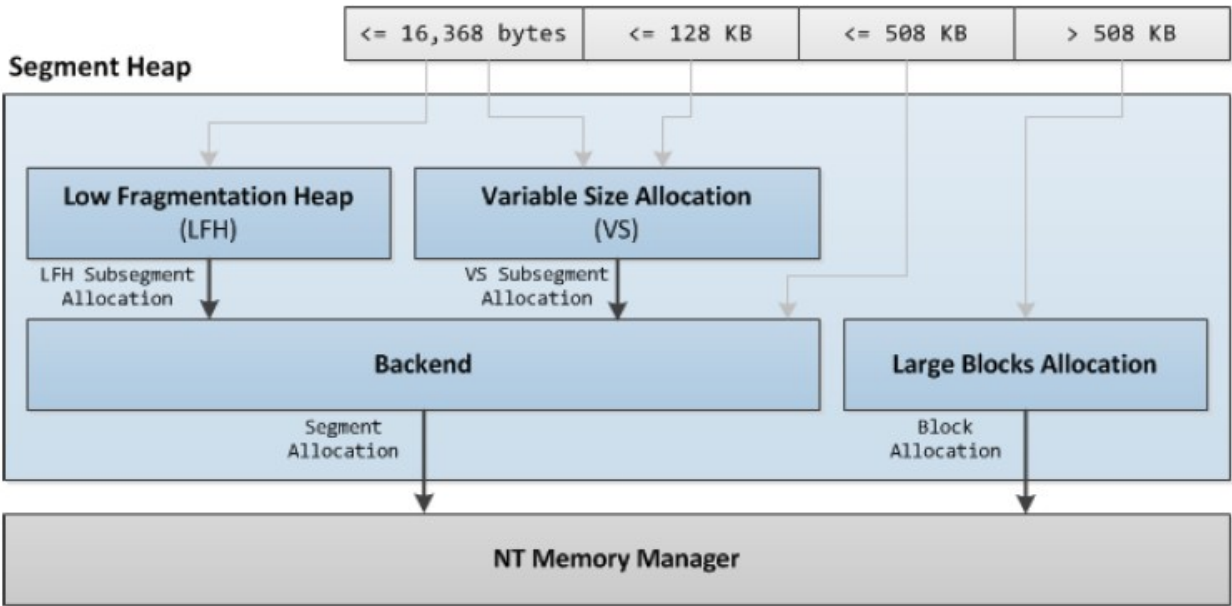 <= 16,368 bytes
<= 128 KB
<= 508 KB
> 508 KB
Segment Heap
Low Fragmentation Heap
(LFH)
Variable Size Allocation
(VS)
LFH Subsegment
Allocation
VS Subsegment
Allocation
Backend
Large Blocks Allocation
Segment
Allocation
Block
Allocation
NT Memory Manager